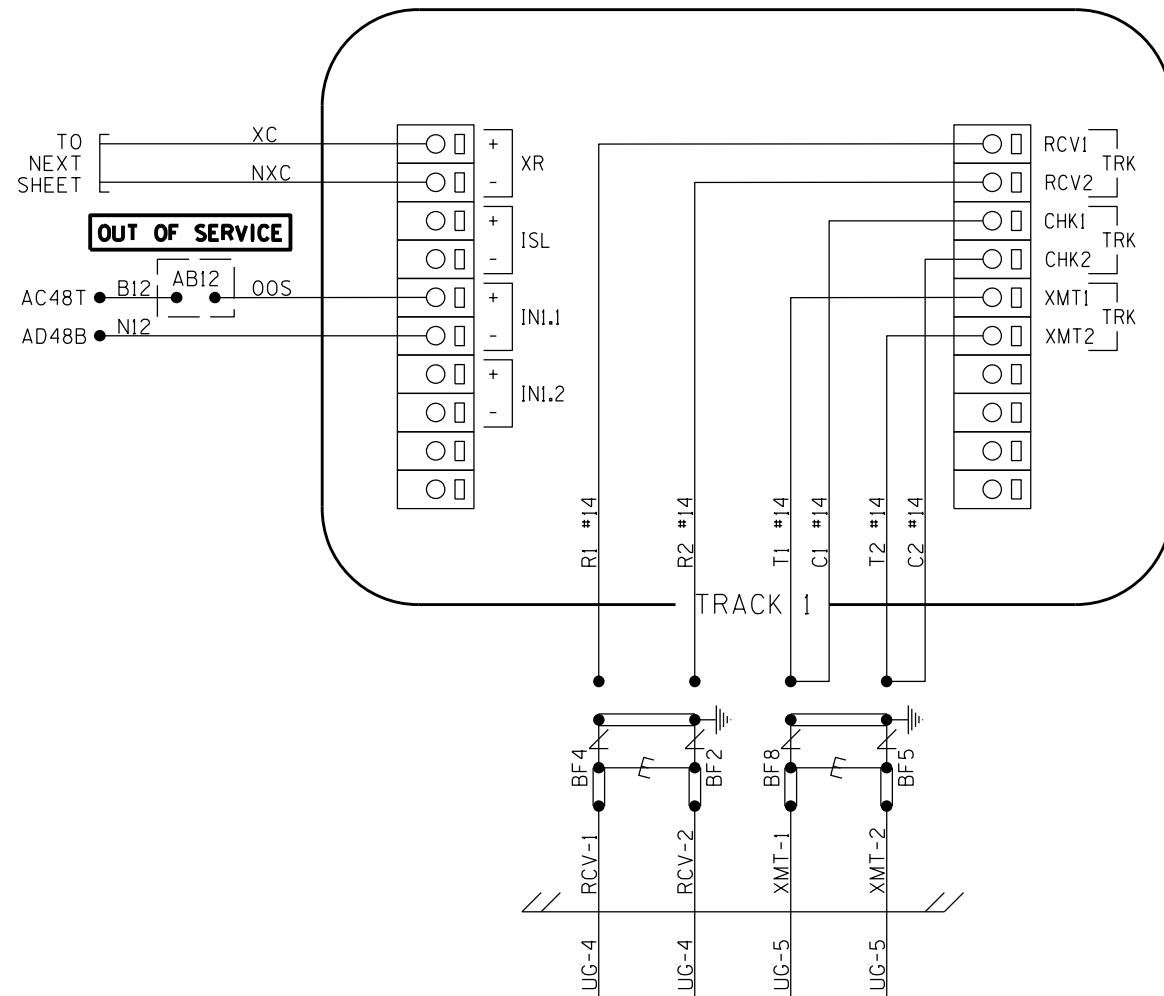 TO
NEXT
SHEET
XC
NXC
OUT OF SERVICE
AC48T
B12
AB12
OOS
AD48B
N12
+
-
XR
+
-
ISL
+
-
IN1.1
+
-
IN1.2
RCV1
RCV2
TRK
CHK1
CHK2
TRK
XMT1
XMT2
TRK
R1 #14
R2 #14
T1 #14
C1 #14
T2 #14
C2 #14
TRACK 1
BF4
BF2
BF8
BF5
RCV-1
RCV-2
XMT-1
XMT-2
UG-4
UG-4
UG-5
UG-5